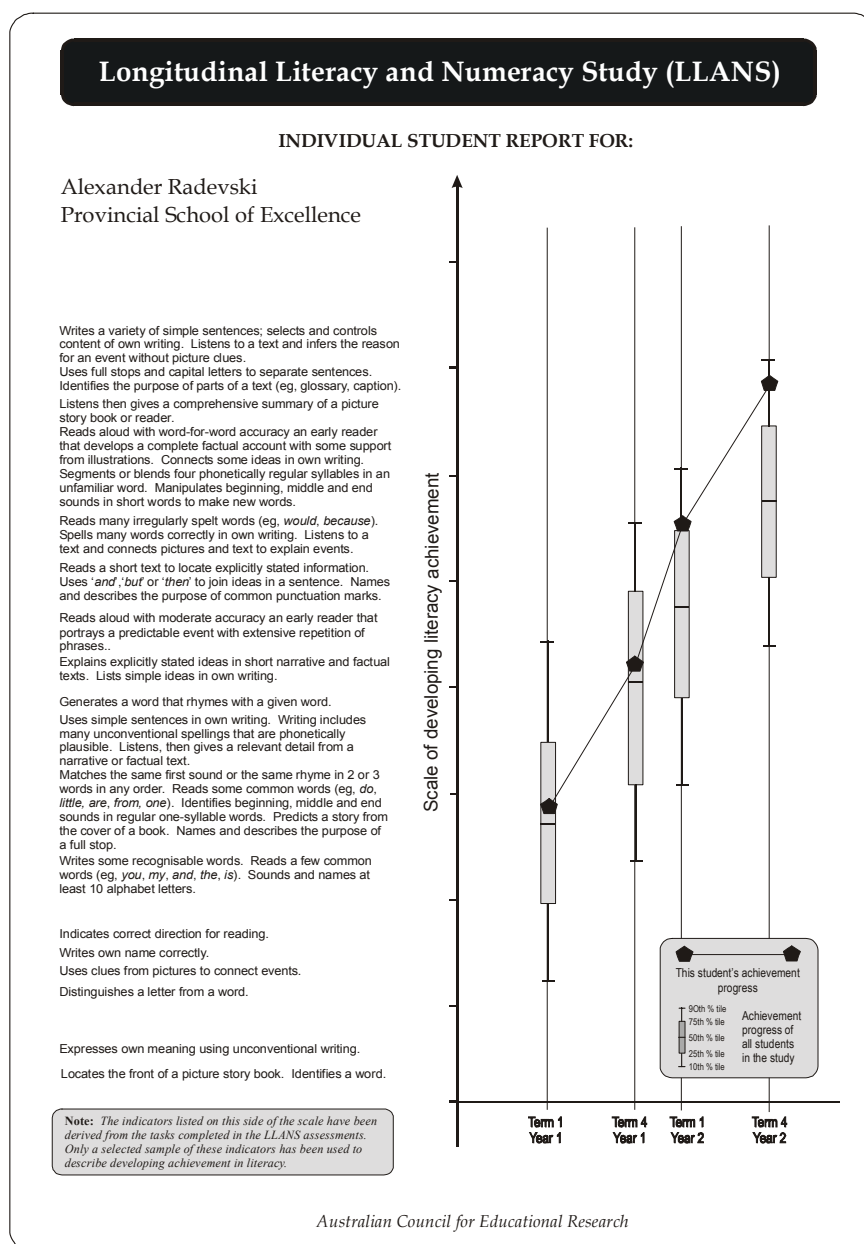 Longitudinal Literacy and Numeracy Study (LLANS)
INDIVIDUAL STUDENT REPORT FOR:
Alexander Radevski
Provincial School of Excellence
Writes a variety of simple sentences; selects and controls
content of own writing. Listens to a text and infers the reason
for an event without picture clues.
Uses full stops and capital letters to separate sentences.
Identifies the purpose of parts of a text (eg, glossary, caption).
Listens then gives a comprehensive summary of a picture
story book or reader.
Reads aloud with word-for-word accuracy an early reader
that develops a complete factual account with some support
from illustrations. Connects some ideas in own writing.
Segments or blends four phonetically regular syllables in an
unfamiliar word. Manipulates beginning, middle and end
sounds in short words to make new words.
Reads many irregularly spelt words (eg, would, because).
Spells many words correctly in own writing. Listens to a
text and connects pictures and text to explain events.
Reads a short text to locate explicitly stated information.
Uses ‘and’,‘but’ or ‘then’ to join ideas in a sentence. Names
and describes the purpose of common punctuation marks.
Reads aloud with moderate accuracy an early reader that
portrays a predictable event with extensive repetition of
phrases..
Explains explicitly stated ideas in short narrative and factual
texts. Lists simple ideas in own writing.
Generates a word that rhymes with a given word.
Uses simple sentences in own writing. Writing includes
many unconventional spellings that are phonetically
plausible. Listens, then gives a relevant detail from a
narrative or factual text.
Matches the same first sound or the same rhyme in 2 or 3
words in any order. Reads some common words (eg, do,
little, are, from, one). Identifies beginning, middle and end
sounds in regular one-syllable words. Predicts a story from
the cover of a book. Names and describes the purpose of
a full stop.
Writes some recognisable words. Reads a few common
words (eg, you, my, and, the, is). Sounds and names at
least 10 alphabet letters.
Indicates correct direction for reading.
Writes own name correctly.
Uses clues from pictures to connect events.
Distinguishes a letter from a word.
Expresses own meaning using unconventional writing.
Locates the front of a picture story book. Identifies a word.
Note: The indicators listed on this side of the scale have been
derived from the tasks completed in the LLANS assessments.
Only a selected sample of these indicators has been used to
describe developing achievement in literacy.
Scale of developing literacy achievement
This student's achievement
progress
90th % tile
75th % tile
50th % tile
25th % tile
10th % tile
Achievement
progress of
all students
in the study
Term 1
Year 1
Term 4
Year 1
Term 1
Year 2
Term 4
Year 2
Australian Council for Educational Research